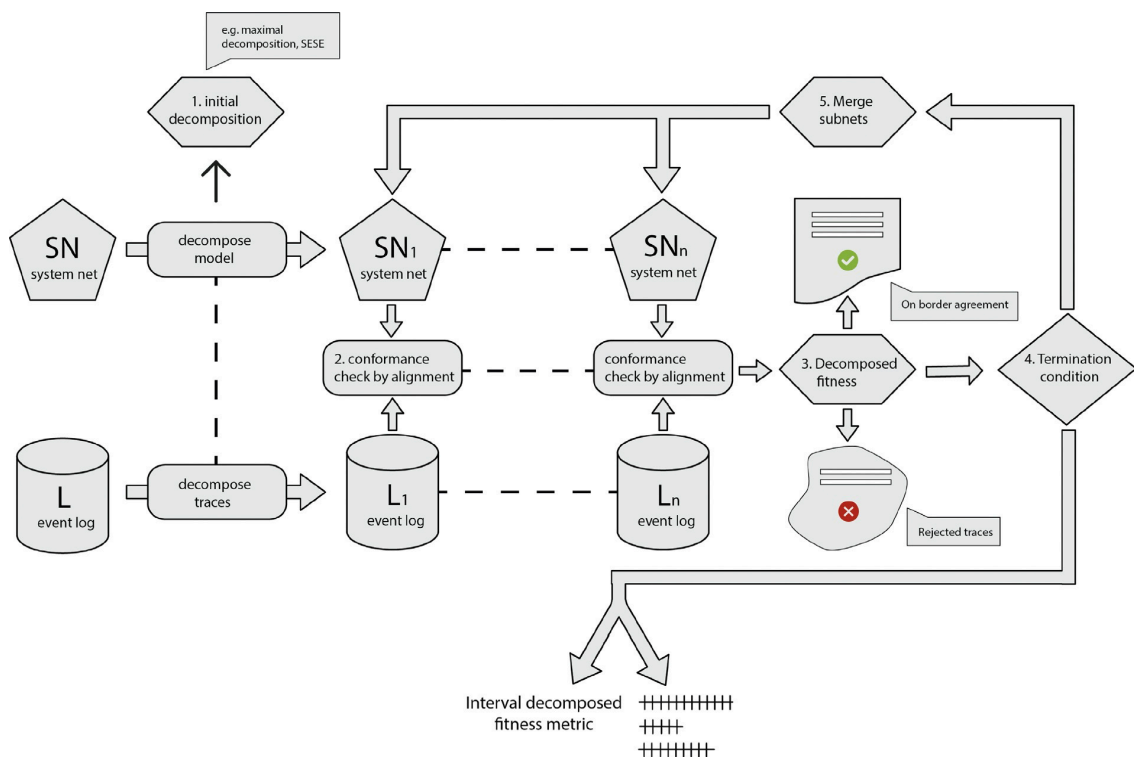 e.g. maximal
decomposition, SESE
1. initial
decomposition
5. Merge
subnets
SN
system net
decompose
model
SN1
system net
SNn
system net
On border agreement
2. conformance
check by alignment
conformance
check by alignment
3. Decomposed
fitness
4. Termination
condition
L
event log
decompose
traces
L1
event log
Ln
event log
Rejected traces
Interval decomposed
fitness metric